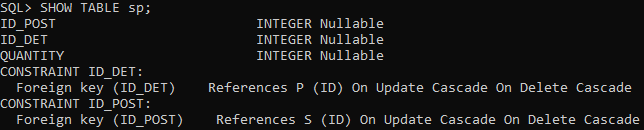 SQL> SHOW TABLE sp;
ID_POST                         INTEGER Nullable
ID_DET                          INTEGER Nullable
QUANTITY                        INTEGER Nullable
CONSTRAINT ID_DET:
  Foreign key (ID_DET)    References P (ID) On Update Cascade On Delete Cascade
CONSTRAINT ID_POST:
  Foreign key (ID_POST)    References S (ID) On Update Cascade On Delete Cascade